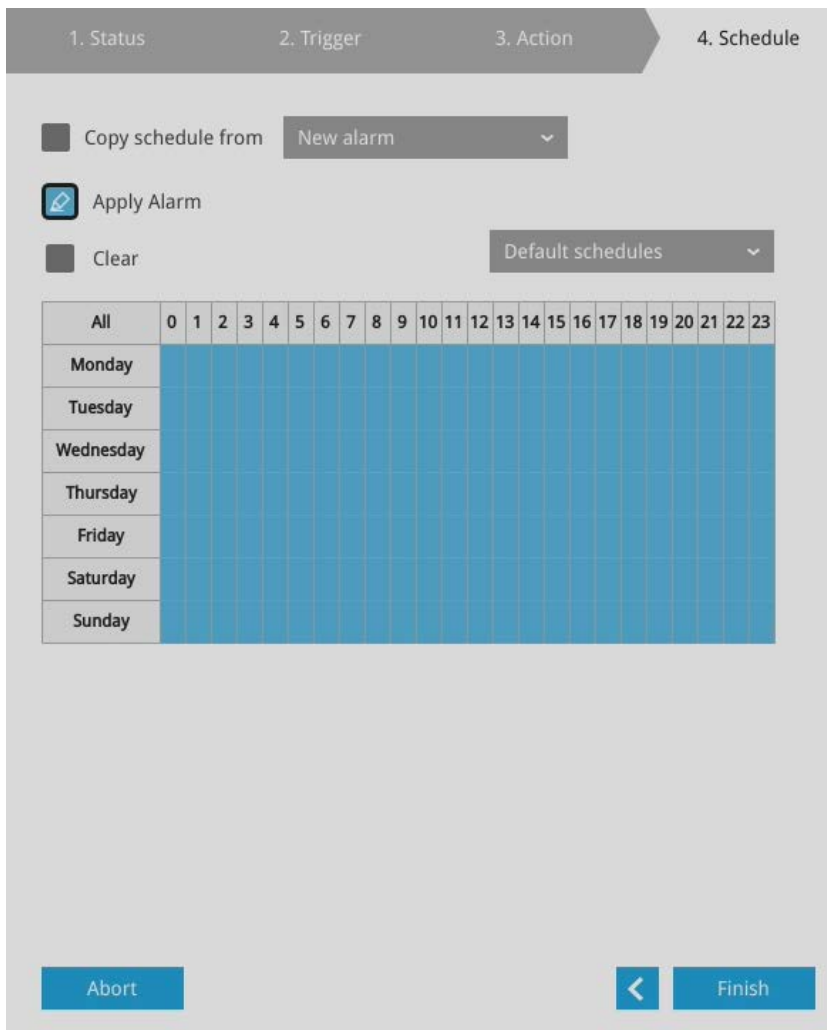 1. Status 2. Trigger 3. Action 4. Schedule
Copy schedule from New alarm
Apply Alarm
Clear Default schedules
All 0 1 2 3 4 5 6 7 8 9 10 11 12 13 14 15 16 17 18 19 20 21 22 23
Monday
Tuesday
Wednesday
Thursday
Friday
Saturday
Sunday
Abort Finish